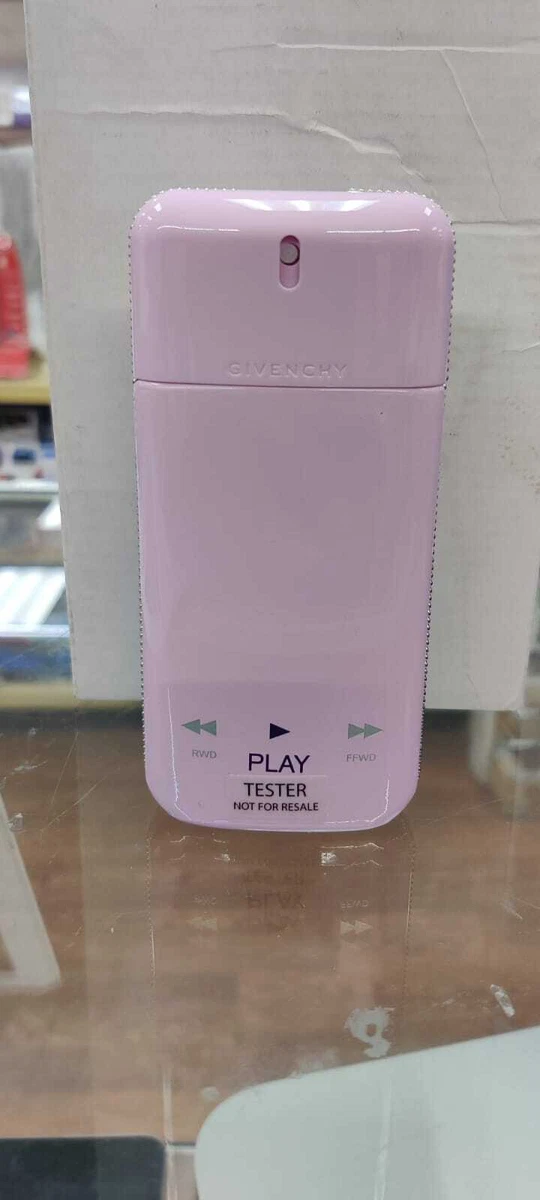 GIVENCHY
RWD
FFWD
PLAY
TESTER
NOT FOR RESALE